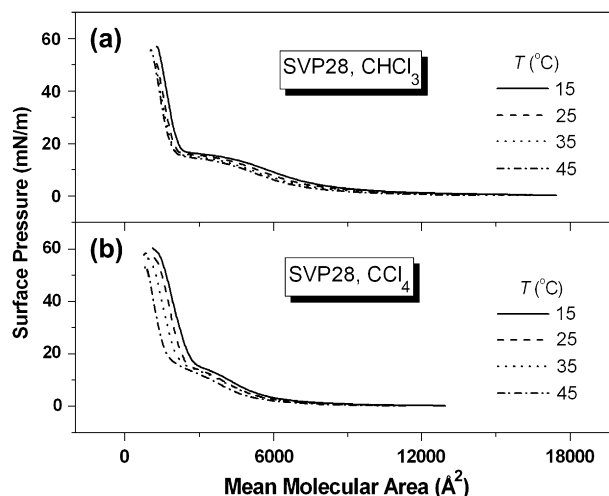 (a)
SVP28, CHCl3
T (°C)
15
25
35
45
60
40
20
0
(b)
SVP28, CCl4
T (°C)
15
25
35
45
60
40
20
0
Surface Pressure (mN/m)
0
6000
12000
18000
Mean Molecular Area (Å²)